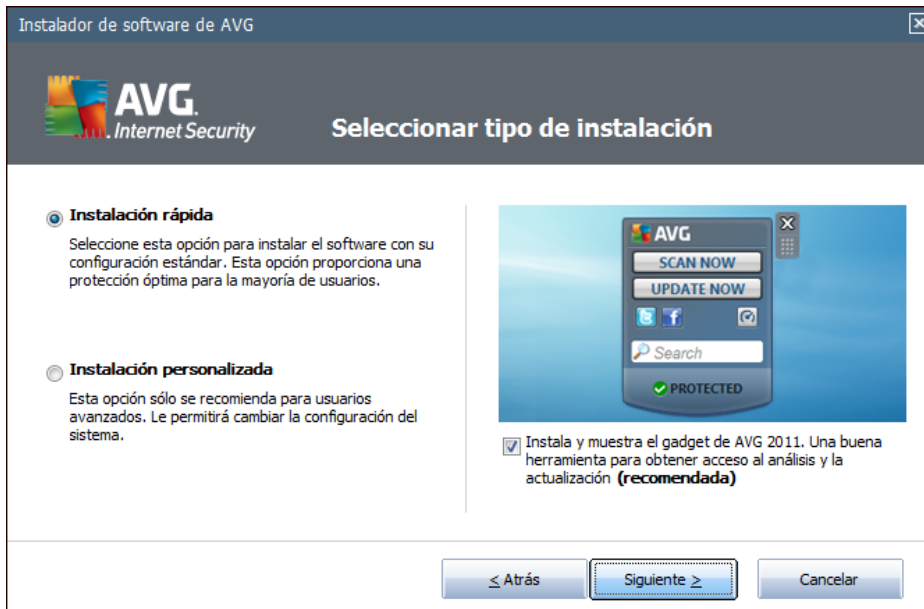 Instalador de software de AVG
AVG.
Internet Security
Seleccionar tipo de instalación
Instalación rápida
Seleccione esta opción para instalar el software con su
configuración estándar. Esta opción proporciona una
protección óptima para la mayoría de usuarios.
Instalación personalizada
Esta opción sólo se recomienda para usuarios
avanzados. Le permitirá cambiar la configuración del
sistema.
AVG
SCAN NOW
UPDATE NOW
Search
PROTECTED
Instala y muestra el gadget de AVG 2011. Una buena
herramienta para obtener acceso al análisis y la
actualización (recomendada)
< Atrás
Siguiente >
Cancelar